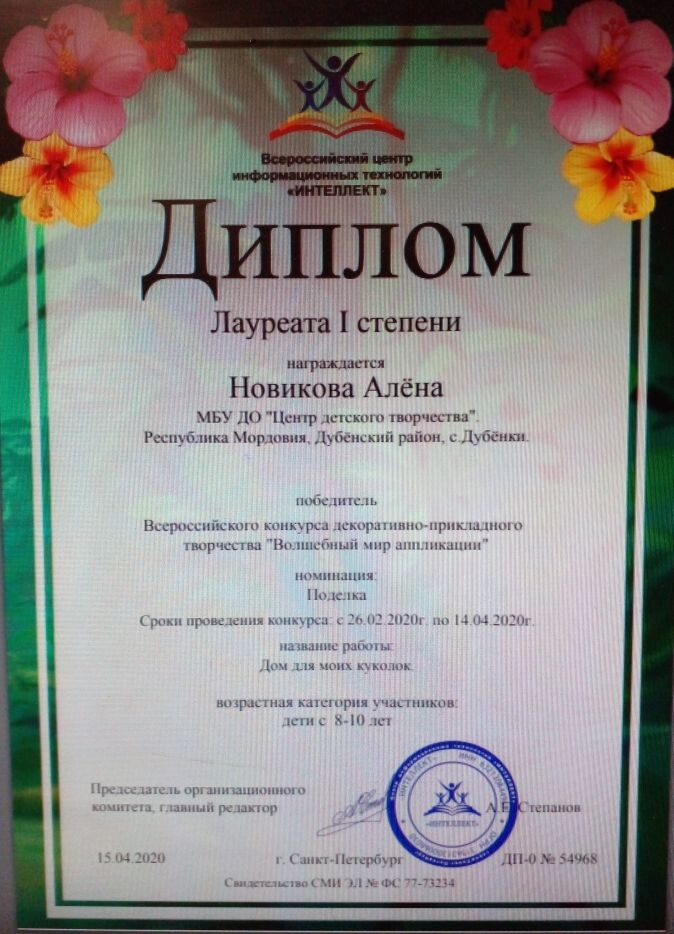 Всероссийский центр
информационных технологий
«ИНТЕЛЛЕКТ»
Диплом
Лауреата I степени
награждается
Новикова Алёна
МБУ ДО "Центр детского творчества".
Республика Мордовия, Дубёнский район, с.Дубёнки.
победитель
Всероссийского конкурса декоративно-прикладного
творчества "Волшебный мир аппликации"
номинация:
Поделка
Сроки проведения конкурса: с 26.02.2020г. по 14.04.2020г.
название работы:
Дом для моих куколок.
возрастная категория участников:
дети с 8-10 лет
Председатель организационного
комитета, главный редактор
Степанов
«ИНТЕЛЛЕКТ»
15.04.2020 г. Санкт-Петербург ДП-0 № 54968
Свидетельство СМИ ЭЛ № ФС 77-73234